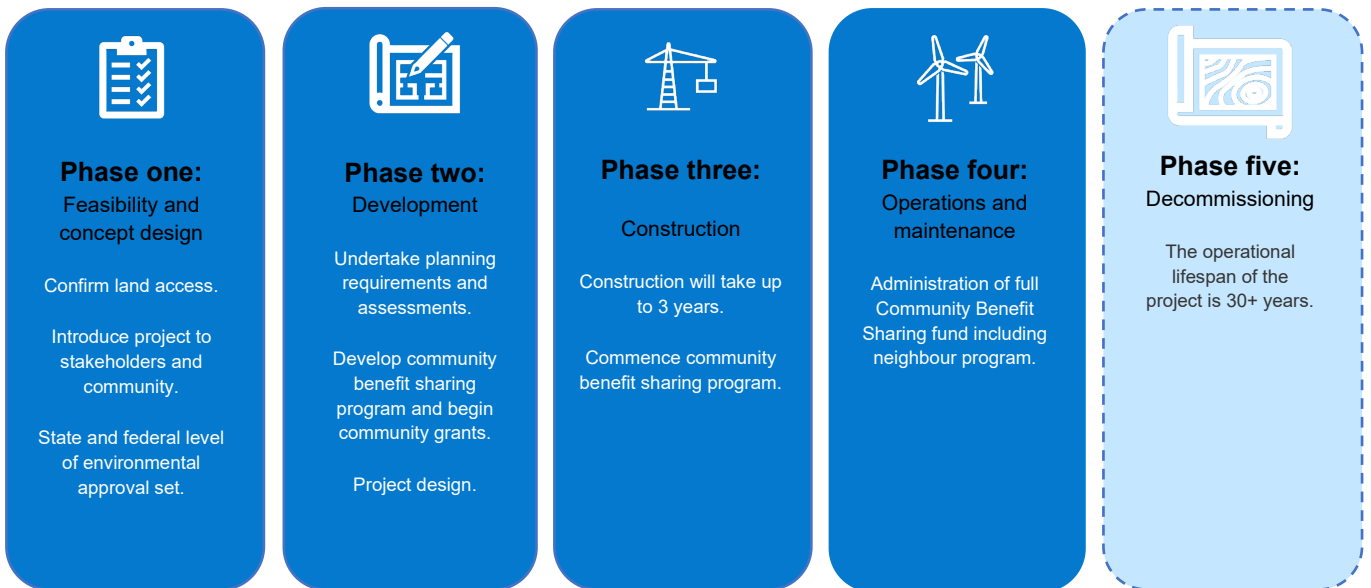 Phase one:
Feasibility and
concept design
Confirm land access.
Introduce project to
stakeholders and
community.
State and federal level
of environmental
approval set.
Phase two:
Development
Undertake planning
requirements and
assessments.
Develop community
benefit sharing
program and begin
community grants.
Project design.
Phase three:
Construction
Construction will take up
to 3 years.
Commence community
benefit sharing program.
Phase four:
Operations and
maintenance
Administration of full
Community Benefit
Sharing fund including
neighbour program.
Phase five:
Decommissioning
The operational
lifespan of the
project is 30+ years.